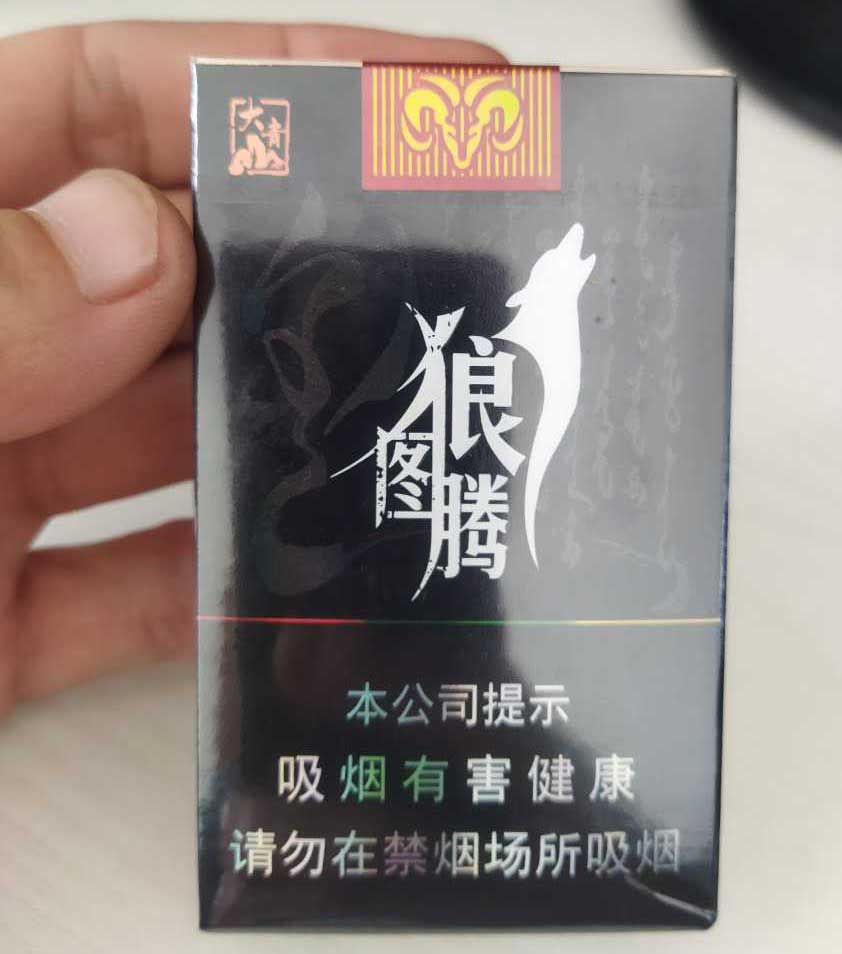 大青山
狼
图腾
本公司提示
吸烟有害健康
请勿在禁烟场所吸烟